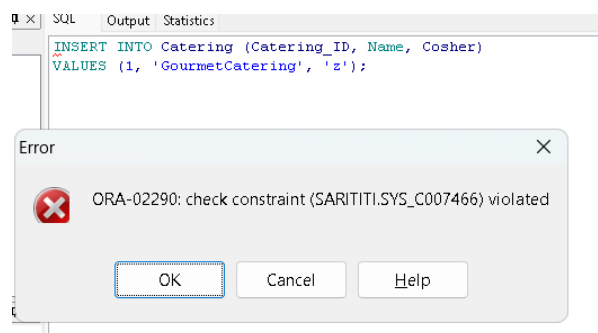 SQL Output Statistics
INSERT INTO Catering (Catering_ID, Name, Cosher)
VALUES (1, 'GourmetCatering', 'z');
Error
ORA-02290: check constraint (SARITITI.SYS_C007466) violated
OK Cancel Help